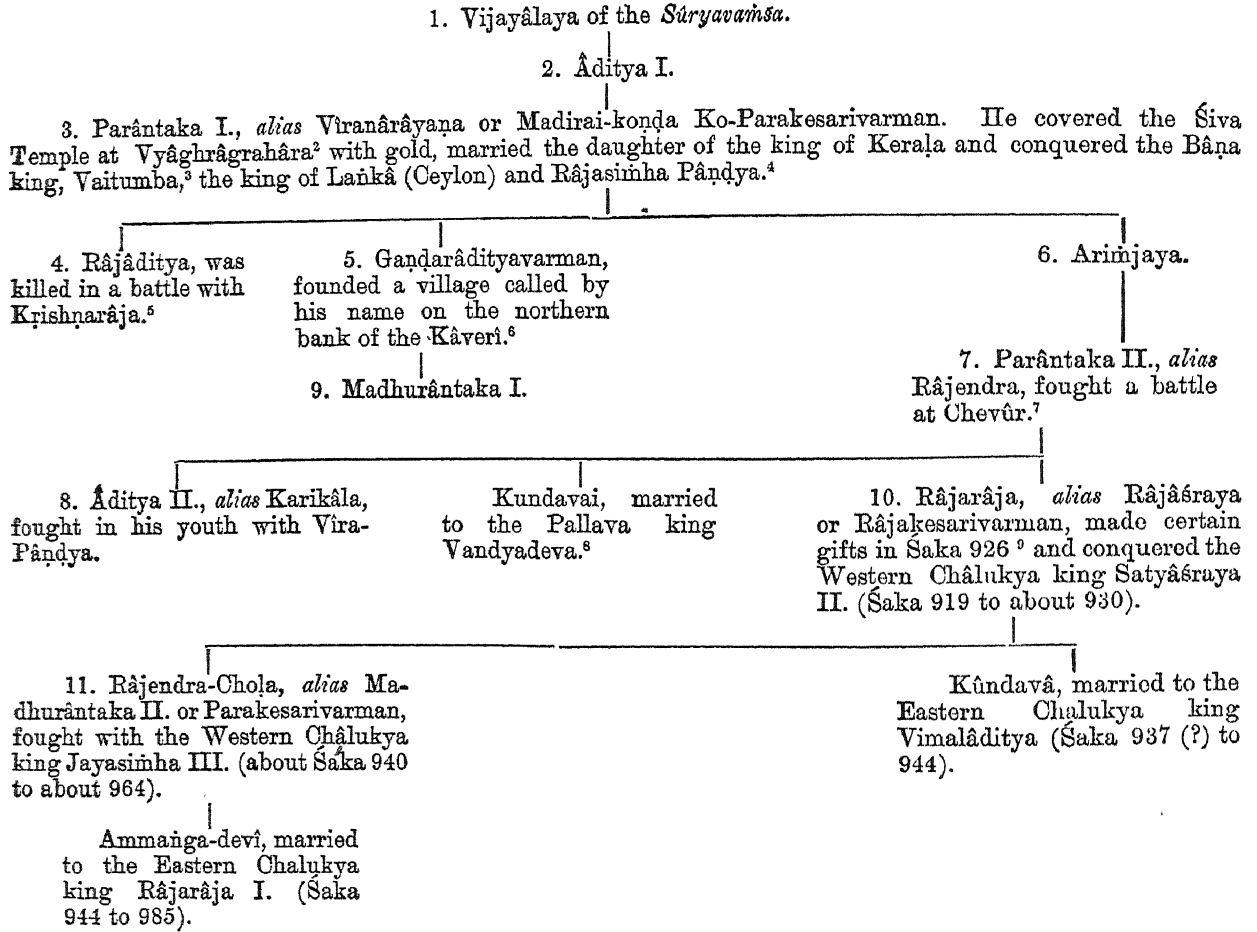 1. Vijayâlaya of the Sûryavaṁśa.
2. Âditya I.
3. Parântaka I., alias Vîranârâyaṇa or Madirai-koṇḍa Ko-Parakesarivarman. He covered the Śiva
Temple at Vyâghrâgrahâra² with gold, married the daughter of the king of Keraḷa and conquered the Bâṇa
king, Vaitumba,³ the king of Laṅkâ (Ceylon) and Râjasiṁha Pâṇḍya.⁴
4. Râjâditya, was
killed in a battle with
Kṛishṇarâja.⁵
5. Gaṇḍarâdityavarman,
founded a village called by
his name on the northern
bank of the Kâverî.⁶
6. Ariṁjaya.
9. Madhurântaka I.
7. Parântaka II., alias
Râjendra, fought a battle
at Chevûr.⁷
8. Âditya II., alias Karikâla,
fought in his youth with Vîra-
Pâṇḍya.
Kundavai, married
to the Pallava king
Vandyadeva.⁸
10. Râjarâja, alias Râjâśraya
or Râjakesarivarman, made certain
gifts in Śaka 926 ⁹ and conquered the
Western Châlukya king Satyâśraya
II. (Śaka 919 to about 930).
11. Râjendra-Choḷa, alias Ma-
dhurântaka II. or Parakesarivarman,
fought with the Western Châlukya
king Jayasiṁha III. (about Śaka 940
to about 964).
Kûndavâ, married to the
Eastern Chalukya king
Vimalâditya (Śaka 937 (?) to
944).
Ammaṅga-devî, married
to the Eastern Chalukya
king Râjarâja I. (Śaka
944 to 985).